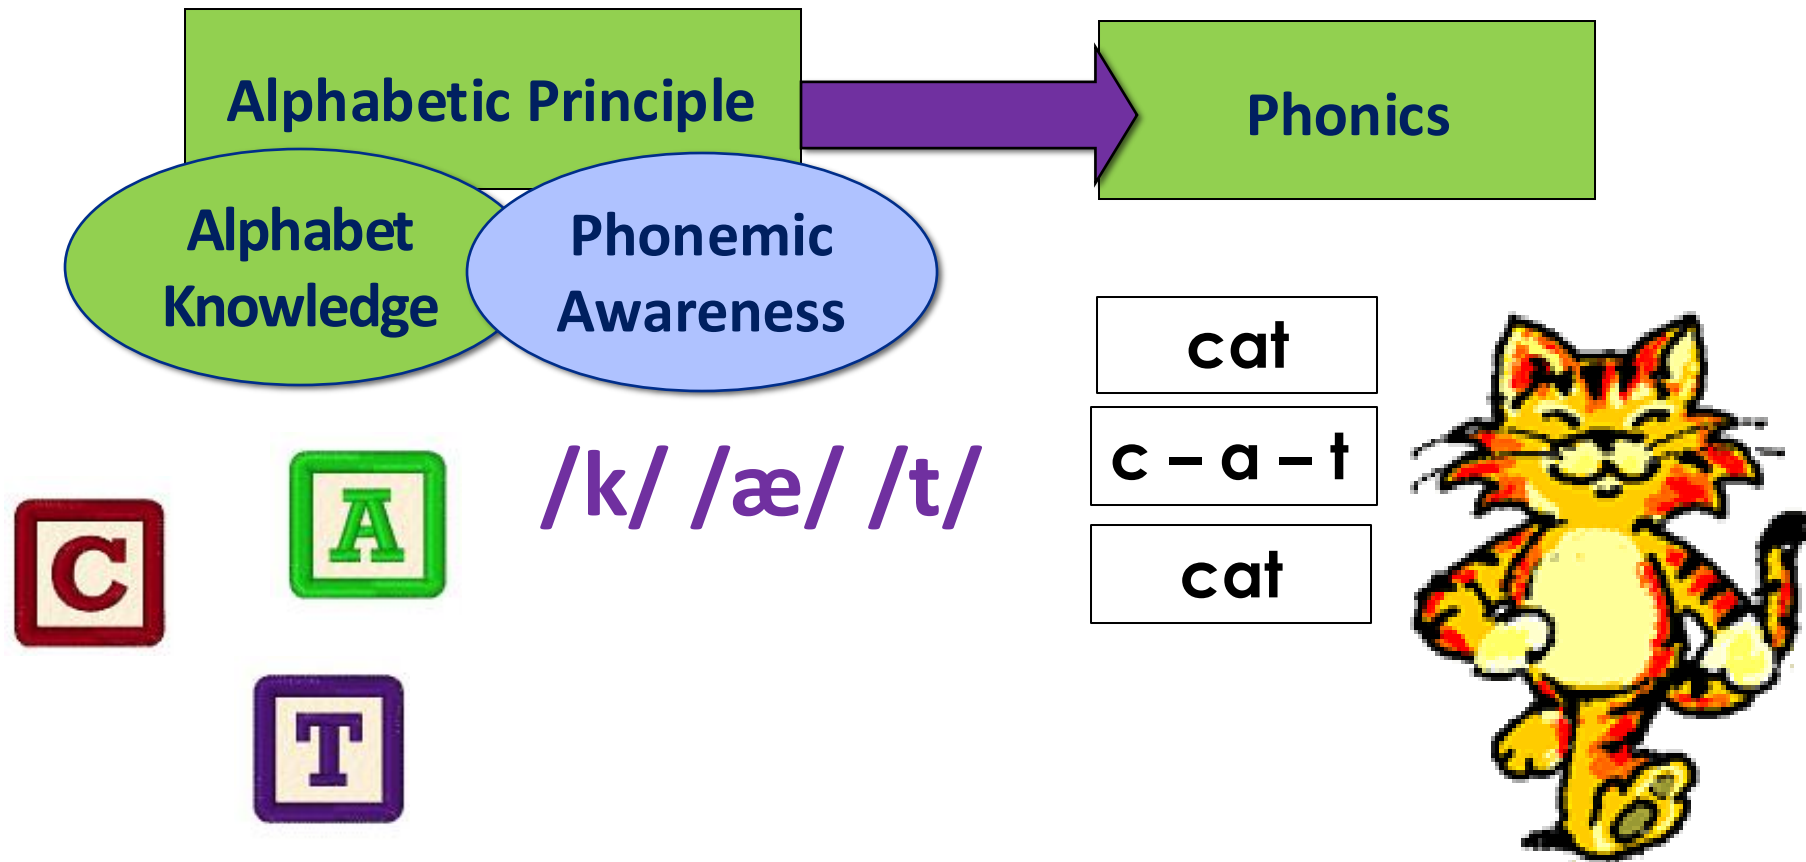 Alphabetic Principle
Phonics
Alphabet
Knowledge
Phonemic
Awareness
C
A
T
/k/ /æ/ /t/
cat
c – a – t
cat